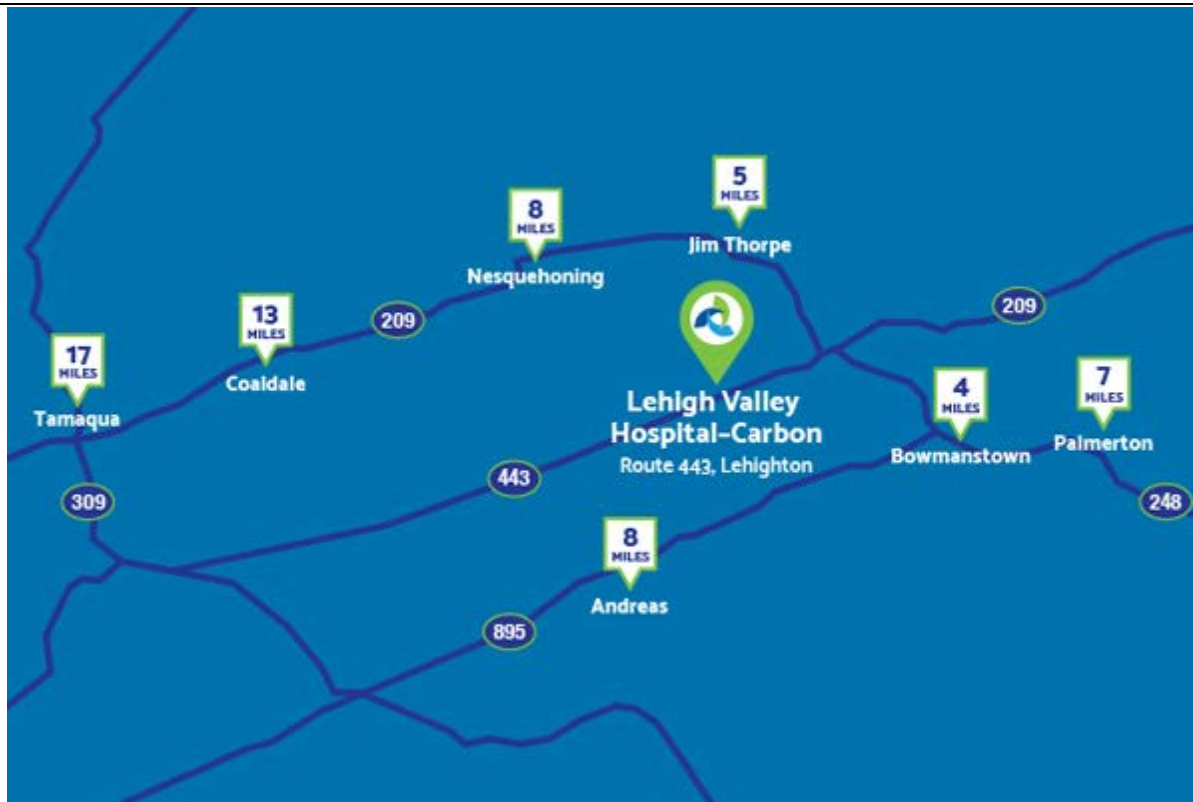 5
MILES
Jim Thorpe
8
MILES
Nesquehoning
209
13
MILES
Coaldale
209
17
MILES
Tamaqua
Lehigh Valley
Hospital-Carbon
Route 443, Lehighton
4
MILES
Bowmanstown
7
MILES
Palmerton
443
309
248
8
MILES
Andreas
895